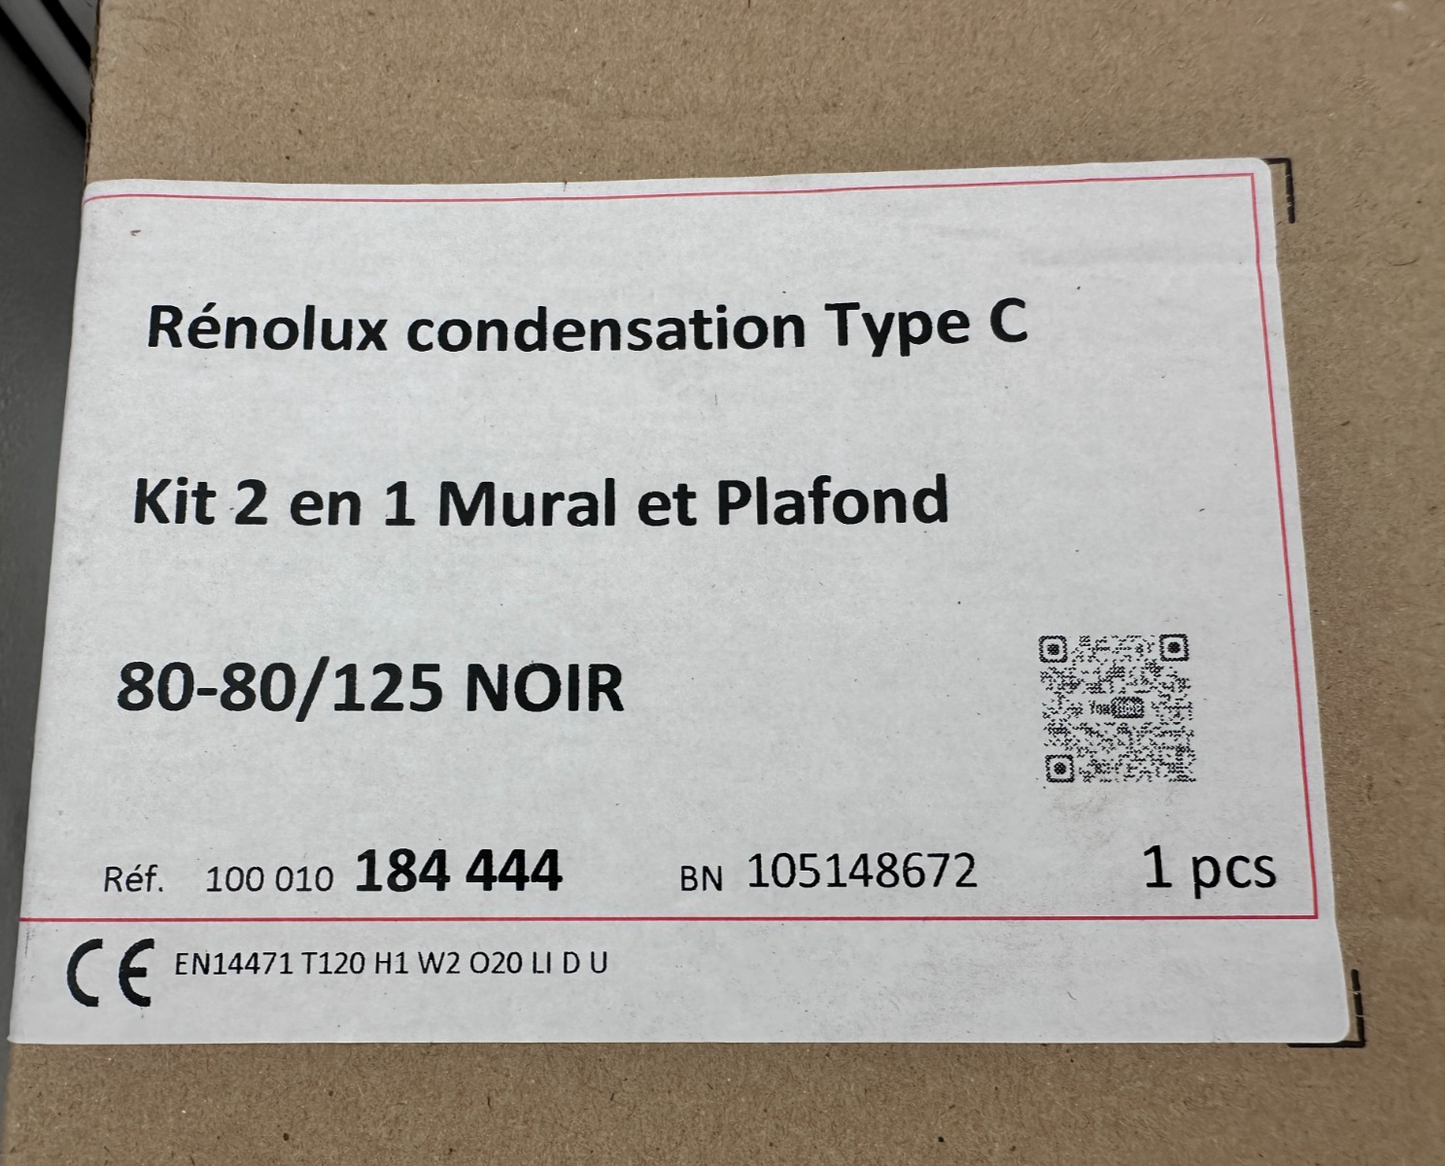 Rénolux condensation Type C
Kit 2 en 1 Mural et Plafond
80-80/125 NOIR
Réf. 100 010 184 444 BN 105148672 1 pcs
CE EN14471 T120 H1 W2 O20 LI D U